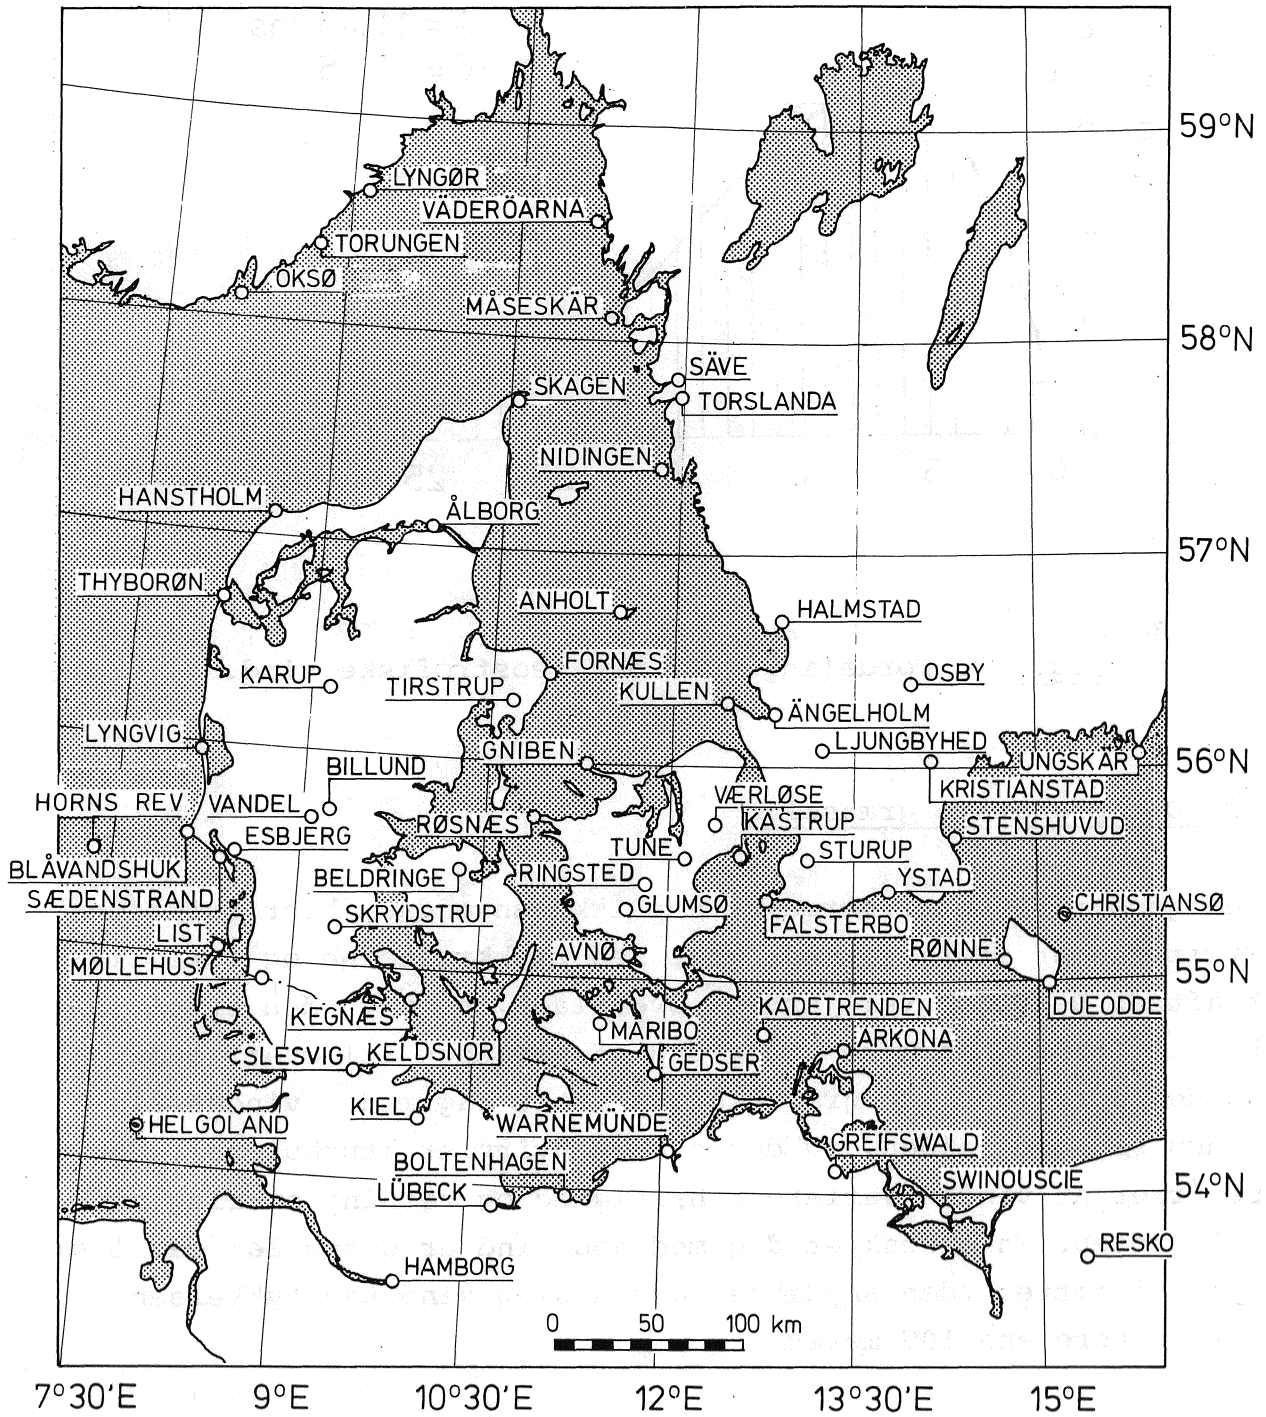 59°N
LYNGØR
VÄDERÖARNA
TORUNGEN
OKSØ
MÅSESKÄR
58°N
SÄVE
SKAGEN
TORSLANDA
NIDINGEN
HANSTHOLM
ÅLBORG
57°N
THYBORØN
ANHOLT
HALMSTAD
FORNÆS
KARUP
TIRSTRUP
KULLEN
OSBY
ÄNGELHOLM
LYNGVIG
GNIBEN
LJUNGBYHED
UNGSKÄR
56°N
BILLUND
KRISTIANSTAD
HORNS REV
VANDEL
VÆRLØSE
RØSNÆS
KASTRUP
STENSHUVUD
ESBJERG
TUNE
STURUP
BLÅVANDSHUK
BELDRINGE
RINGSTED
YSTAD
SÆDENSTRAND
GLUMSØ
CHRISTIANSØ
SKRYDSTRUP
FALSTERBO
LIST
AVNØ
RØNNE
MØLLEHUS
55°N
KEGNÆS
KADETRENDEN
DUEODDE
MARIBO
ARKONA
SLESVIG
KELDSNOR
GEDSER
KIEL
HELGOLAND
WARNEMÜNDE
GREIFSWALD
BOLTENHAGEN
LÜBECK
SWINOUSCIE
54°N
RESKO
HAMBORG
0 50 100 km
7°30'E 9°E 10°30'E 12°E 13°30'E 15°E